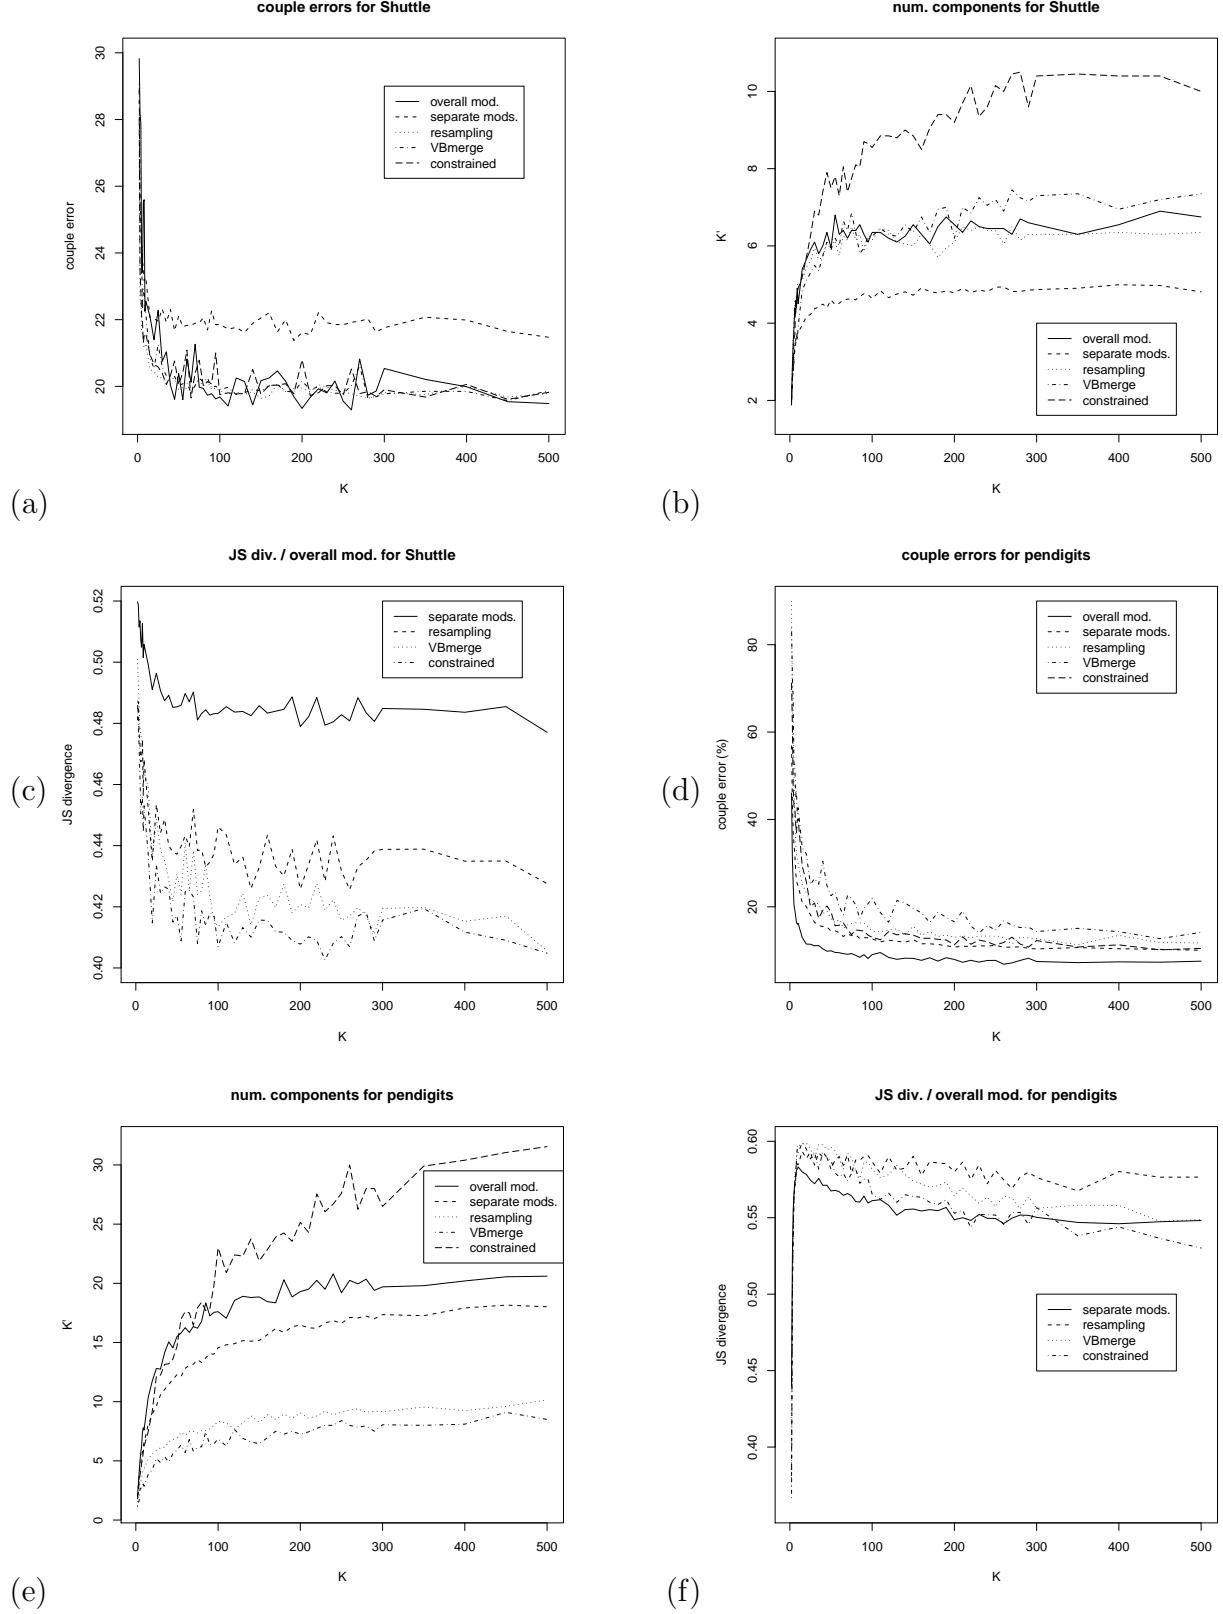 couple errors for Shuttle
couple error
30
28
26
24
22
20
overall mod.
separate mods.
resampling
VBmerge
constrained
0 100 200 300 400 500
K
(a)
num. components for Shuttle
K'
10
8
6
4
2
overall mod.
separate mods.
resampling
VBmerge
constrained
0 100 200 300 400 500
K
(b)
JS div. / overall mod. for Shuttle
JS divergence
0.52
0.50
0.48
0.46
0.44
0.42
0.40
separate mods.
resampling
VBmerge
constrained
0 100 200 300 400 500
K
(c)
couple errors for pendigits
couple error (%)
80
60
40
20
overall mod.
separate mods.
resampling
VBmerge
constrained
0 100 200 300 400 500
K
(d)
num. components for pendigits
K'
30
25
20
15
10
5
0
overall mod.
separate mods.
resampling
VBmerge
constrained
0 100 200 300 400 500
K
(e)
JS div. / overall mod. for pendigits
JS divergence
0.60
0.55
0.50
0.45
0.40
separate mods.
resampling
VBmerge
constrained
0 100 200 300 400 500
K
(f)